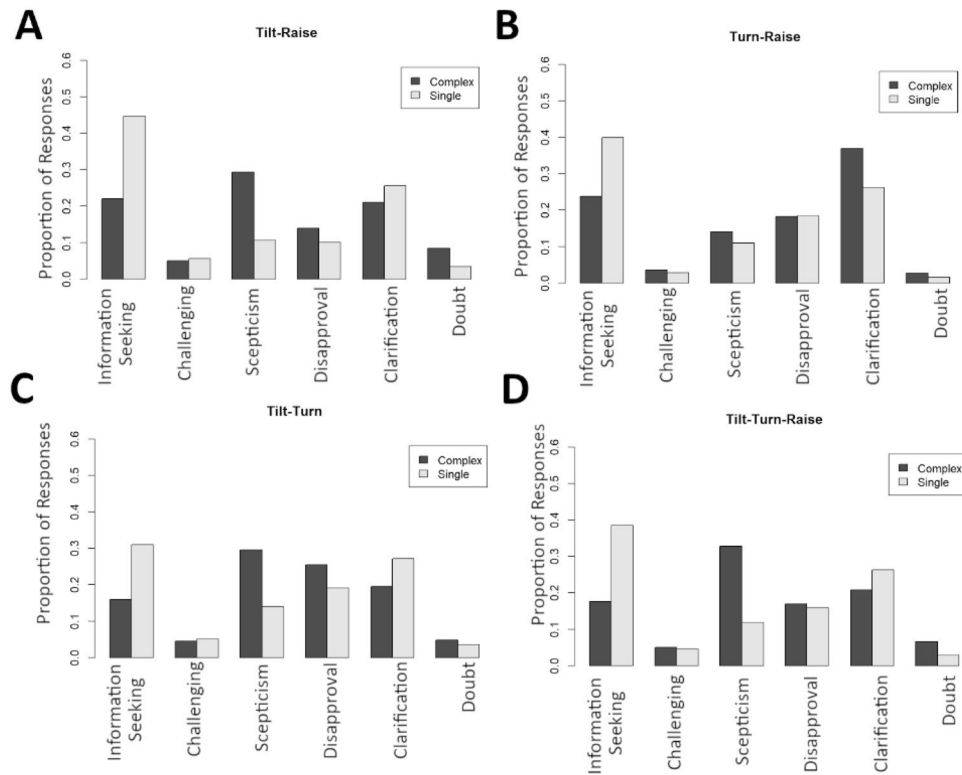 A
Tilt-Raise
Proportion of Responses
0.0 0.1 0.2 0.3 0.4 0.5 0.6
Complex
Single
Information
Seeking
Challenging
Scepticism
Disapproval
Clarification
Doubt
B
Turn-Raise
Proportion of Responses
0.0 0.1 0.2 0.3 0.4 0.5 0.6
Complex
Single
Information
Seeking
Challenging
Scepticism
Disapproval
Clarification
Doubt
C
Tilt-Turn
Proportion of Responses
0.0 0.1 0.2 0.3 0.4 0.5 0.6
Complex
Single
Information
Seeking
Challenging
Scepticism
Disapproval
Clarification
Doubt
D
Tilt-Turn-Raise
Proportion of Responses
0.0 0.1 0.2 0.3 0.4 0.5 0.6
Complex
Single
Information
Seeking
Challenging
Scepticism
Disapproval
Clarification
Doubt